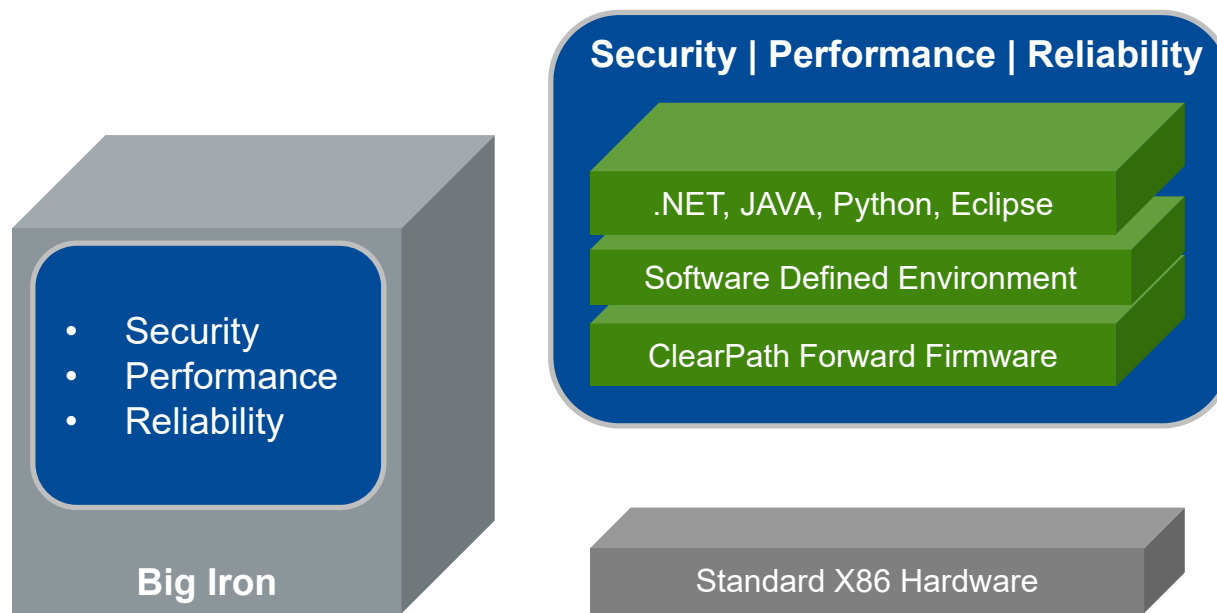 Security | Performance | Reliability
.NET, JAVA, Python, Eclipse
Software Defined Environment
ClearPath Forward Firmware
• Security
• Performance
• Reliability
Big Iron
Standard X86 Hardware